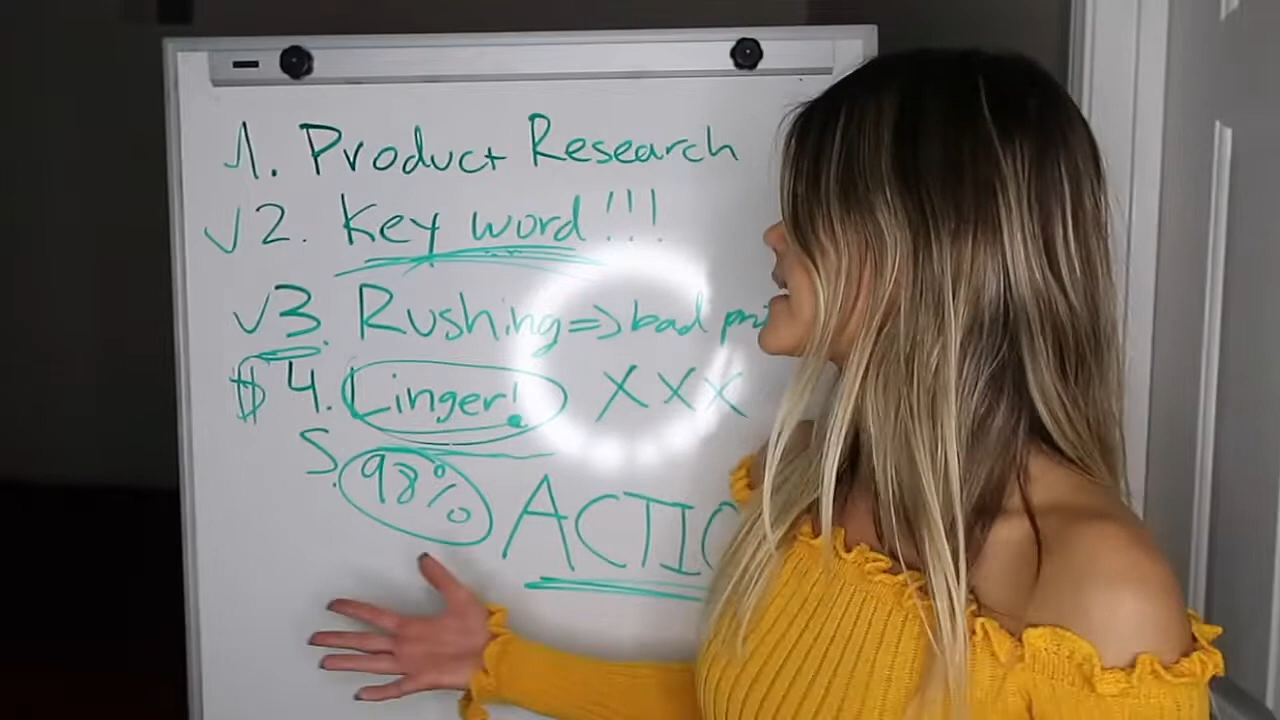 1. Product Research
√2. Key word!!!
√3. Rushing => bad
$ 4. Linger! XXX
5. 98% ACTIO